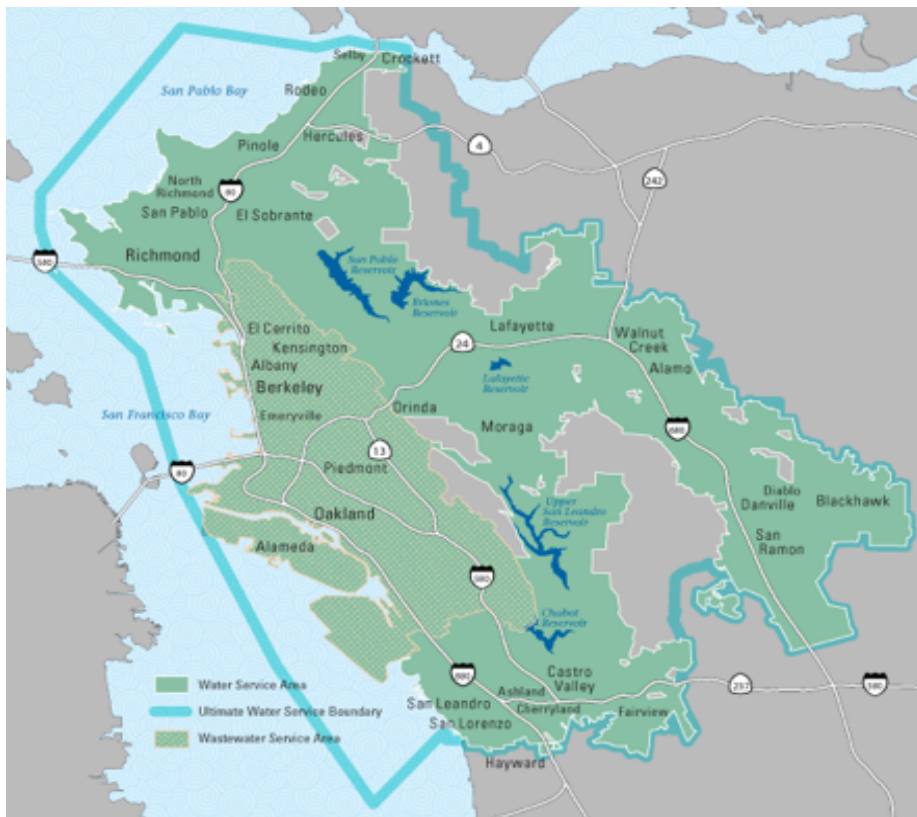 Selby
Crockett
San Pablo Bay
Rodeo
Hercules
4
Pinole
242
North
Richmond
80
San Pablo
El Sobrante
Richmond
580
San Pablo
Reservoir
Briones
Reservoir
El Cerrito
Kensington
Lafayette
Walnut
Creek
24
Albany
Alamo
Berkeley
Lafayette
Reservoir
San Francisco Bay
Emeryville
Orinda
Moraga
680
13
80
Piedmont
Diablo
Danville
Blackhawk
Upper
San Leandro
Reservoir
Oakland
San
Ramon
Alameda
580
Chabot
Reservoir
Water Service Area
Ultimate Water Service Boundary
Wastewater Service Area
Castro
Valley
Ashland
San Leandro
Cherryland
Fairview
San Lorenzo
Hayward